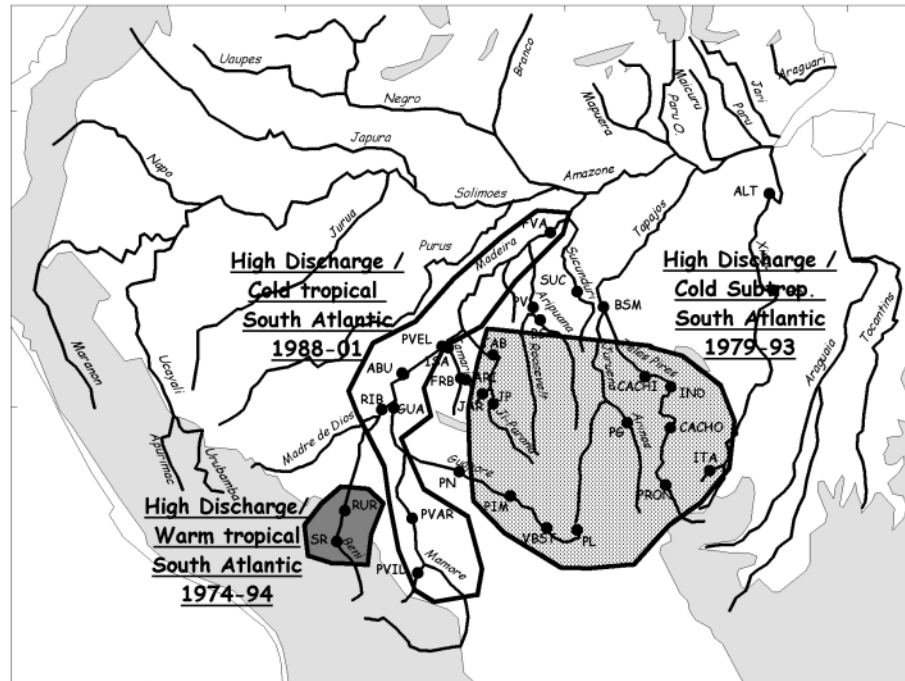 Uaupes
Branco
Negro
Japura
Mapuera
Maicuru
Paru O.
Jari
Paru
Araguari
Napo
Solimoes
Amazone
Jurua
Purus
Madeira
Tapajos
ALT
High Discharge /
Cold tropical
South Atlantic
1988-01
Sucunduri
SUC
Aripuana
BSM
High Discharge /
Cold Subtrop.
South Atlantic
1979-93
Tocantins
Araguaia
Maranon
Ucayali
PVEL
ABU
FRB
JAR
JP
Ji Parana
Juruena
CACHI
IND
RIB
GUA
Madre de Dios
PG
Arinos
CACHO
ITA
Apurimac
Urubamba
Guapore
PN
PIM
PRON
High Discharge/
Warm tropical
South Atlantic
1974-94
RUR
SR
Beni
PVAR
VBST
PL
PVIL
Mamore